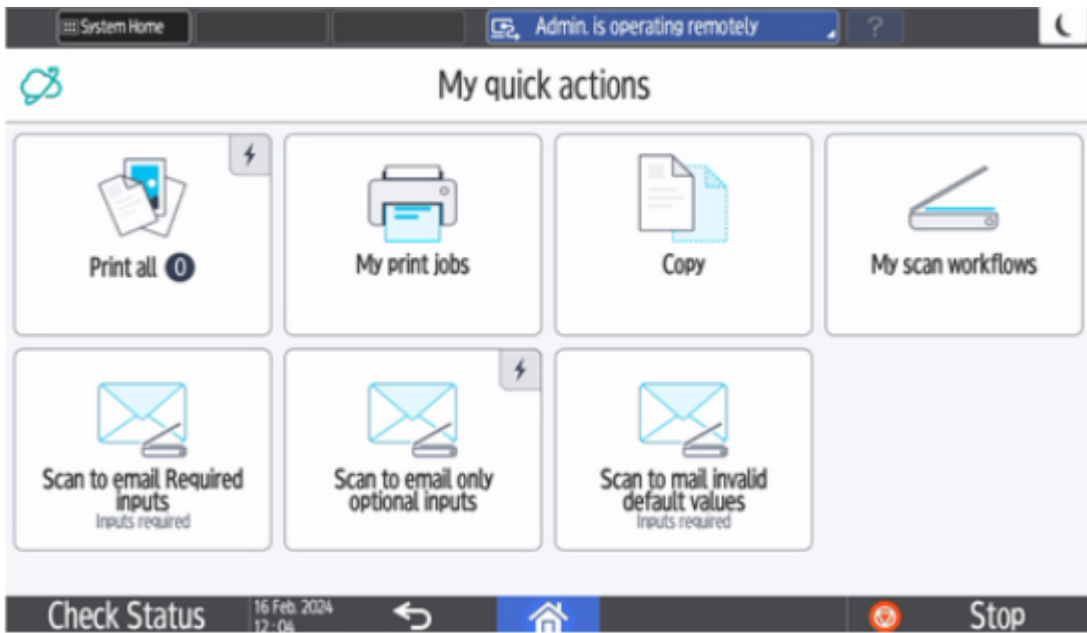 System Home
Admin. is operating remotely
?
My quick actions
Print all 0
My print jobs
Copy
My scan workflows
Scan to email Required
inputs
Inputs required
Scan to email only
optional inputs
Scan to mail invalid
default values
Inputs required
Check Status
16 Feb. 2024
12:04
Stop